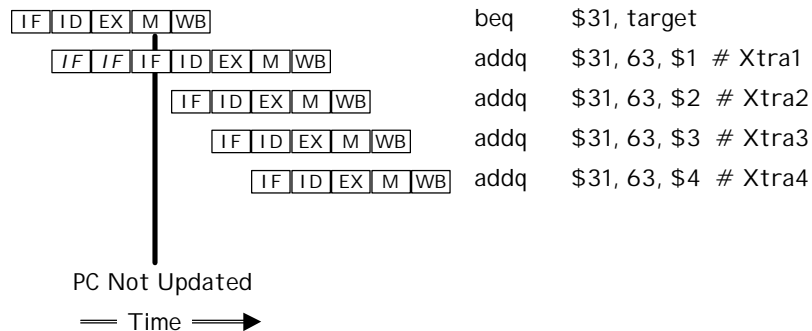 IF ID EX M WB beq $31, target
IF IF IF ID EX M WB addq $31, 63, $1 # Xtra1
IF ID EX M WB addq $31, 63, $2 # Xtra2
IF ID EX M WB addq $31, 63, $3 # Xtra3
IF ID EX M WB addq $31, 63, $4 # Xtra4
PC Not Updated
Time